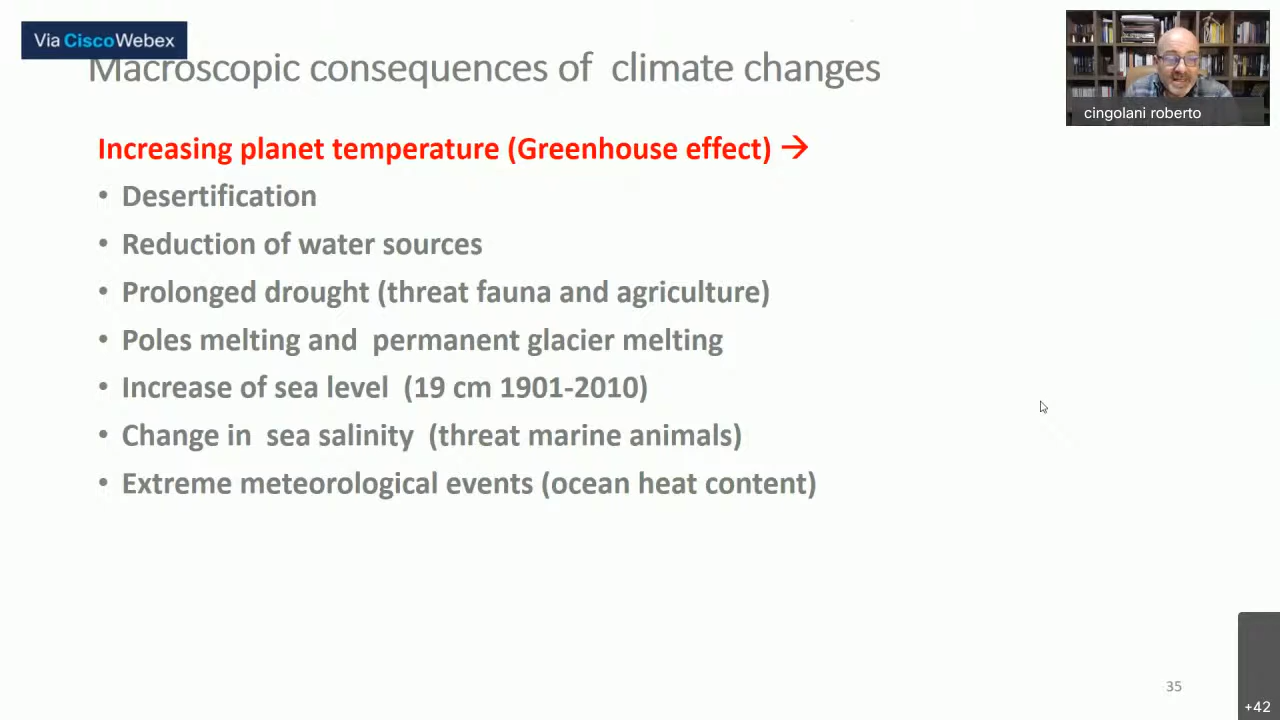 Via CiscoWebex
Macroscopic consequences of climate changes
cingolani roberto
Increasing planet temperature (Greenhouse effect) →
• Desertification
• Reduction of water sources
• Prolonged drought (threat fauna and agriculture)
• Poles melting and permanent glacier melting
• Increase of sea level (19 cm 1901-2010)
• Change in sea salinity (threat marine animals)
• Extreme meteorological events (ocean heat content)
35
+42